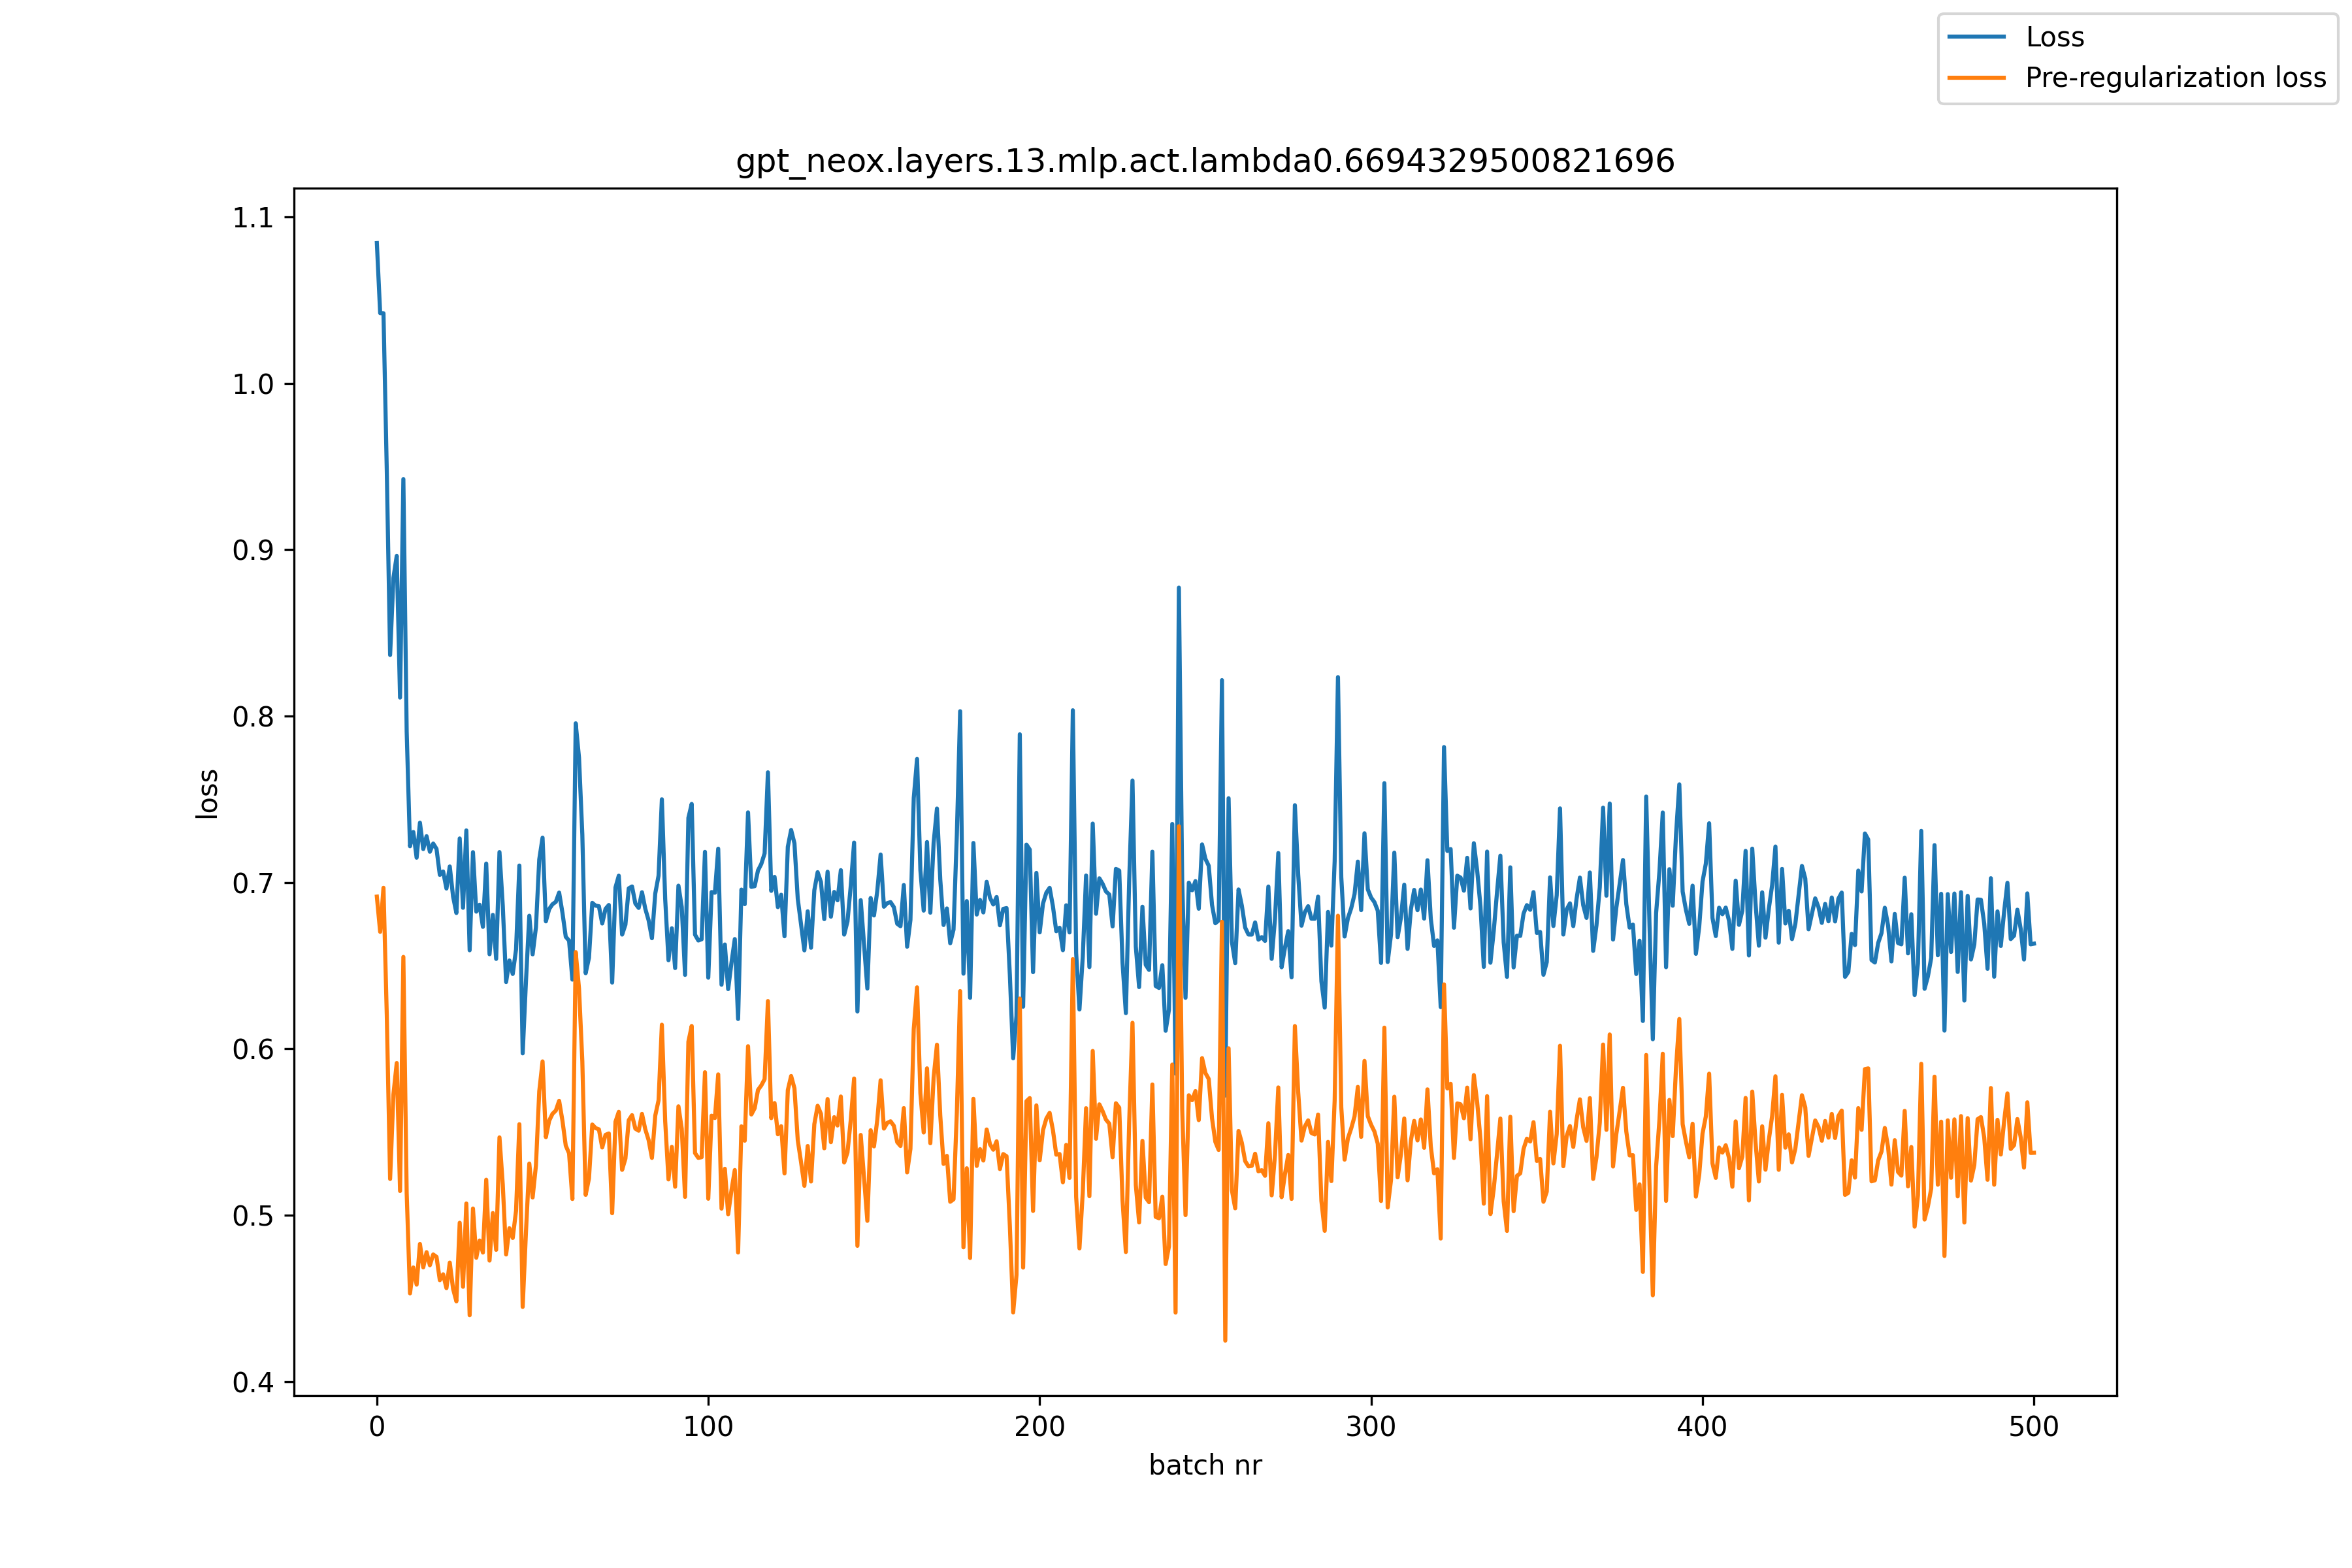 Loss
Pre-regularization loss
gpt_neox.layers.13.mlp.act.lambda0.6694329500821696
1.1
1.0
0.9
0.8
0.7
0.6
0.5
0.4
loss
0 100 200 300 400 500
batch nr